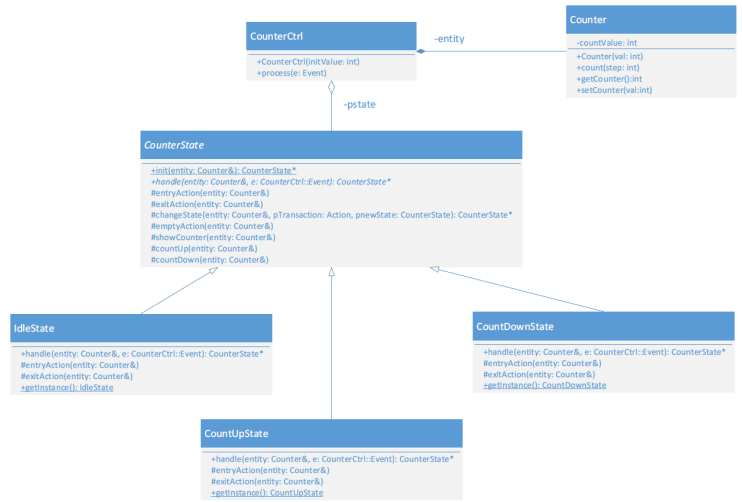 CounterCtrl
+CounterCtrl(initValue: int)
+process(e: Event)
-entity
Counter
-countValue: int
+Counter(val: int)
+count(step: int)
+getCounter():int
+setCounter(val:int)
-pstate
CounterState
+init(entity: Counter&): CounterState*
+handle(entity: Counter&, e: CounterCtrl::Event): CounterState*
#entryAction(entity: Counter&)
#exitAction(entity: Counter&)
#changeState(entity: Counter&, pTransaction: Action, pnewState: CounterState): CounterState*
#emptyAction(entity: Counter&)
#showCounter(entity: Counter&)
#countUp(entity: Counter&)
#countDown(entity: Counter&)
IdleState
+handle(entity: Counter&, e: CounterCtrl::Event): CounterState*
#entryAction(entity: Counter&)
#exitAction(entity: Counter&)
+getInstance(): IdleState
CountDownState
+handle(entity: Counter&, e: CounterCtrl::Event): CounterState*
#entryAction(entity: Counter&)
#exitAction(entity: Counter&)
+getInstance(): CountDownState
CountUpState
+handle(entity: Counter&, e: CounterCtrl::Event): CounterState*
#entryAction(entity: Counter&)
#exitAction(entity: Counter&)
+getInstance(): CountUpState